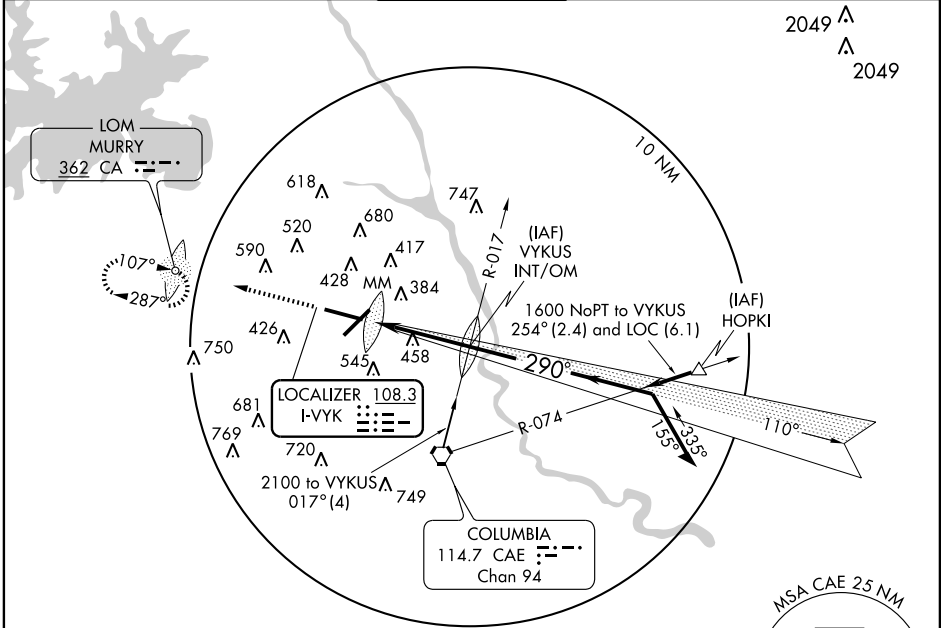 2049
2049
LOM
MURRY
362 CA
10 NM
618
747
680
520
590
417
428
MM
384
R-017
(IAF)
VYKUS
INT/OM
107°
287°
1600 NoPT to VYKUS
254° (2.4) and LOC (6.1)
(IAF)
HOPKI
426
750
545
458
290°
LOCALIZER 108.3
I-VYK
110°
R-074
335°
155°
681
769
720
2100 to VYKUS
017° (4)
749
COLUMBIA
114.7 CAE
Chan 94
MSA CAE 25 NM